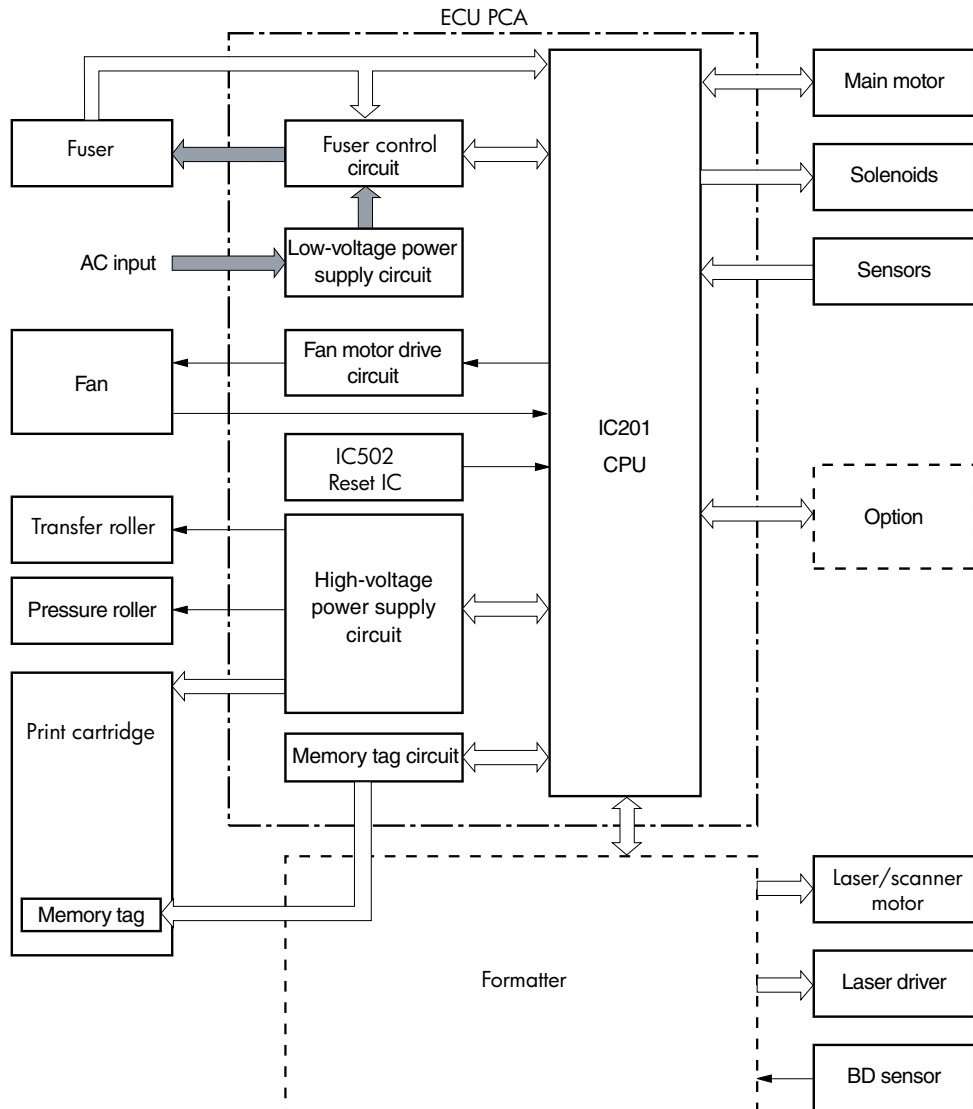 ECU PCA
Main motor
Fuser
Fuser control
circuit
Solenoids
AC input
Low-voltage power
supply circuit
Sensors
Fan
Fan motor drive
circuit
IC201
CPU
IC502
Reset IC
Option
Transfer roller
High-voltage
power supply
circuit
Pressure roller
Print cartridge
Memory tag circuit
Memory tag
Formatter
Laser/scanner
motor
Laser driver
BD sensor